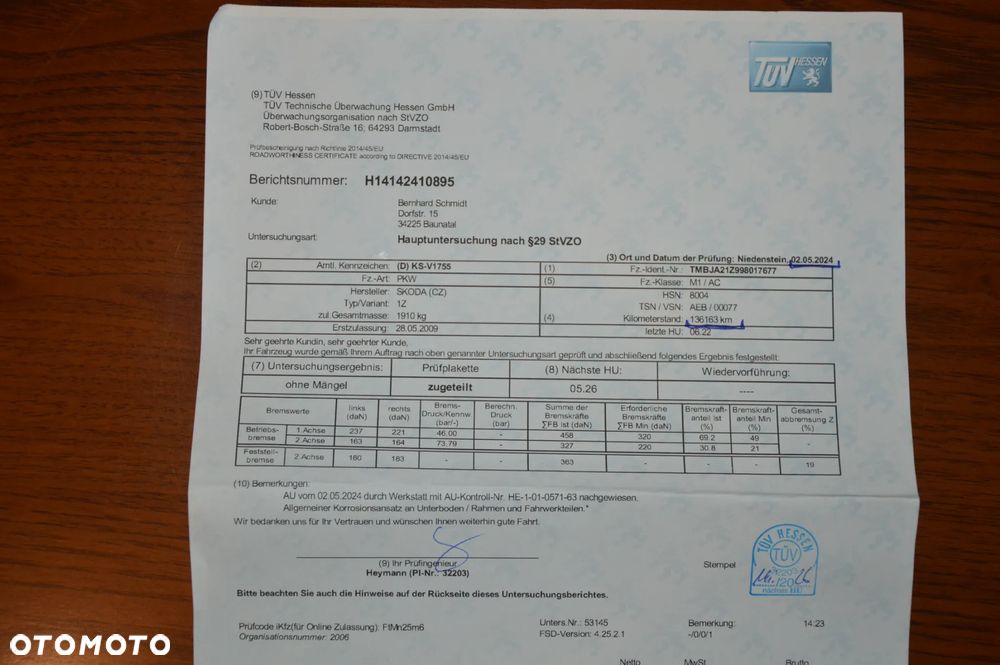 TÜV HESSEN
(9) TÜV Hessen
TÜV Technische Überwachung Hessen GmbH
Überwachungsorganisation nach StVZO
Robert-Bosch-Straße 16; 64293 Darmstadt
Prüfbescheinigung nach Richtlinie 2014/45/EU
ROADWORTHINESS CERTIFICATE according to DIRECTIVE 2014/45/EU
Berichtsnummer: H14142410895
Kunde: Bernhard Schmidt
Dorfstr. 15
34225 Baunatal
Untersuchungsart: Hauptuntersuchung nach §29 StVZO
(3) Ort und Datum der Prüfung: Niedenstein, 02.05.2024
(2) Amtl. Kennzeichen: (D) KS-V1755 (1) Fz.-Ident.-Nr.: TMBJA21Z998017677
Fz.-Art: PKW (5) Fz.-Klasse: M1 / AC
Hersteller: SKODA (CZ) HSN: 8004
Typ/Variant: 1Z TSN / VSN: AEB / 00077
zul.Gesamtmasse: 1910 kg (4) Kilometerstand: 136163 km
Erstzulassung: 28.05.2009 letzte HU: 06.22
Sehr geehrte Kundin, sehr geehrter Kunde,
Ihr Fahrzeug wurde gemäß Ihrem Auftrag nach oben genannter Untersuchungsart geprüft und abschließend folgendes Ergebnis festgestellt:
(7) Untersuchungsergebnis: Prüfplakette (8) Nächste HU: Wiedervorführung:
ohne Mängel zugeteilt 05.26 ----
Bremswerte links (daN) rechts (daN) Brems-Druck/Kennw (bar/-) Berechn. Druck (bar) Summe der Bremskräfte ∑FB Ist (daN) Erforderliche Bremskräfte ∑FB Min (daN) Bremskraft-anteil Ist (%) Bremskraft-anteil Min (%) Gesamt-abbremsung Z (%)
Betriebs-bremse 1.Achse 237 221 46.00 - 458 320 69.2 49 -
2.Achse 163 164 73.79 - 327 220 30.8 21
Feststell-bremse 2.Achse 180 183 - - 363 - - - 19
(10) Bemerkungen:
AU vom 02.05.2024 durch Werkstatt mit AU-Kontroll-Nr. HE-1-01-0571-63 nachgewiesen.
Allgemeiner Korrosionsansatz an Unterboden / Rahmen und Fahrwerkteilen.*
Wir bedanken uns für Ihr Vertrauen und wünschen Ihnen weiterhin gute Fahrt.
(9) Ihr Prüfingenieur
Heymann (PI-Nr.: 32203)
Stempel
TÜV HESSEN
TÜV
32203
nächste HU
Bitte beachten Sie auch die Hinweise auf der Rückseite dieses Untersuchungsberichtes.
Prüfcode iKfz(für Online Zulassung): FtMn25m6 Unters.Nr.: 53145 Bemerkung: 14:23
Organisationsnummer: 2006 FSD-Version: 4.25.2.1 -/0/0/1
Netto MwSt. Brutto
OTOMOTO